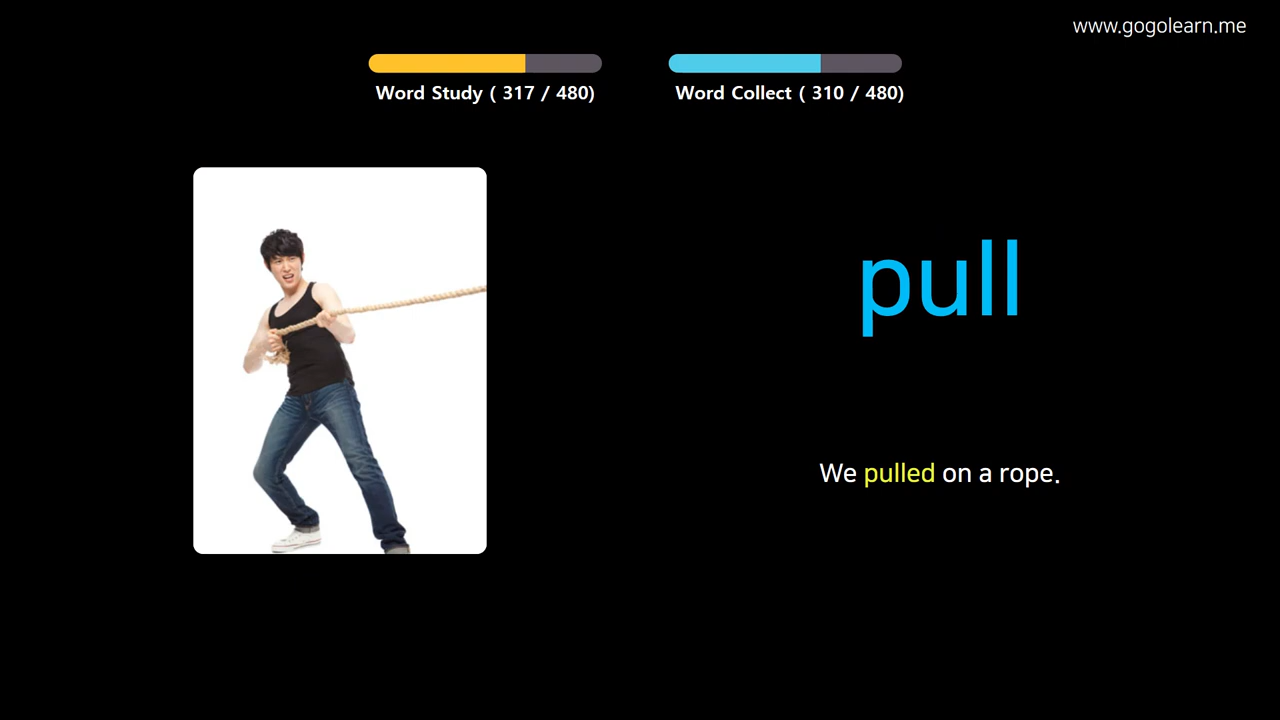 www.gogolearn.me
Word Study ( 317 / 480)
Word Collect ( 310 / 480)
pull
We pulled on a rope.